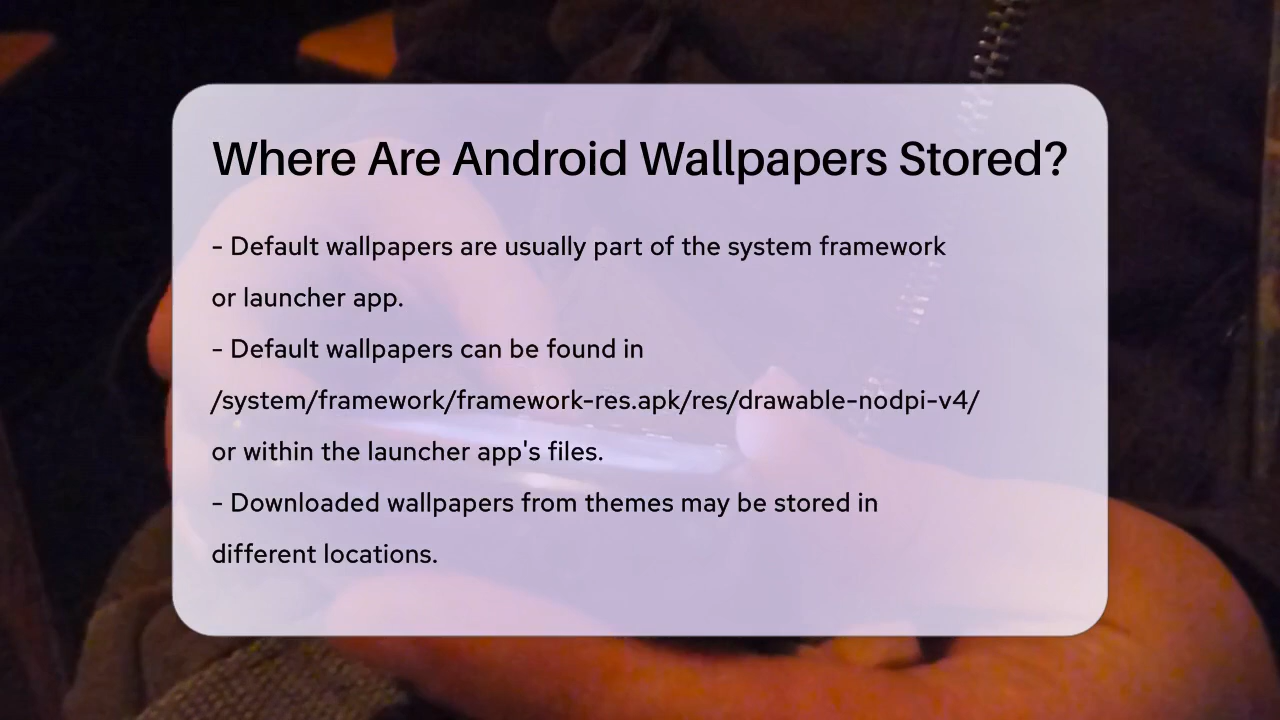 Where Are Android Wallpapers Stored?
- Default wallpapers are usually part of the system framework
or launcher app.
- Default wallpapers can be found in
/system/framework/framework-res.apk/res/drawable-nodpi-v4/
or within the launcher app's files.
- Downloaded wallpapers from themes may be stored in
different locations.